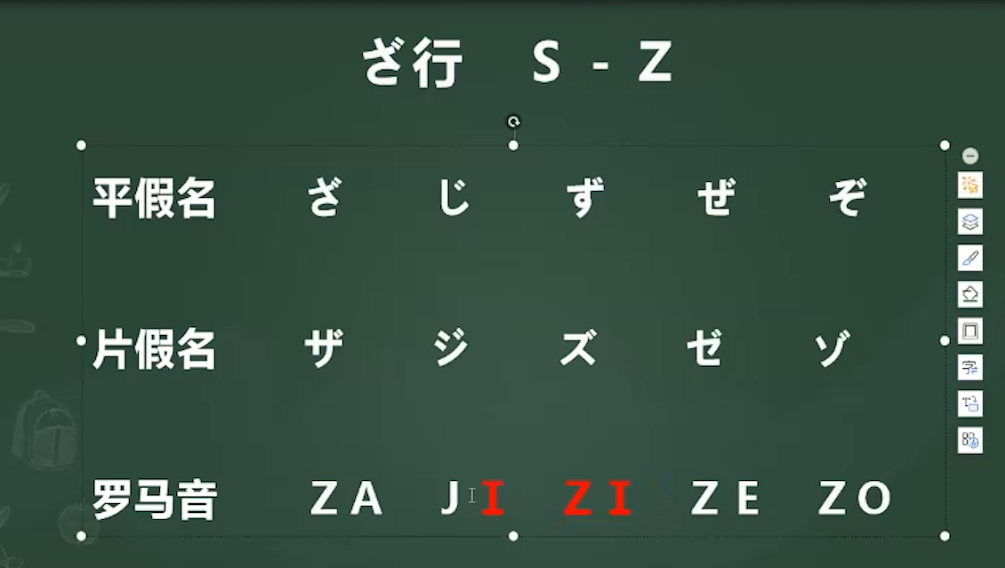 ざ行 S - Z
平假名 ざ じ ず ぜ ぞ
片假名 ザ ジ ズ ゼ ゾ
罗马音 ZA JI ZI ZE ZO